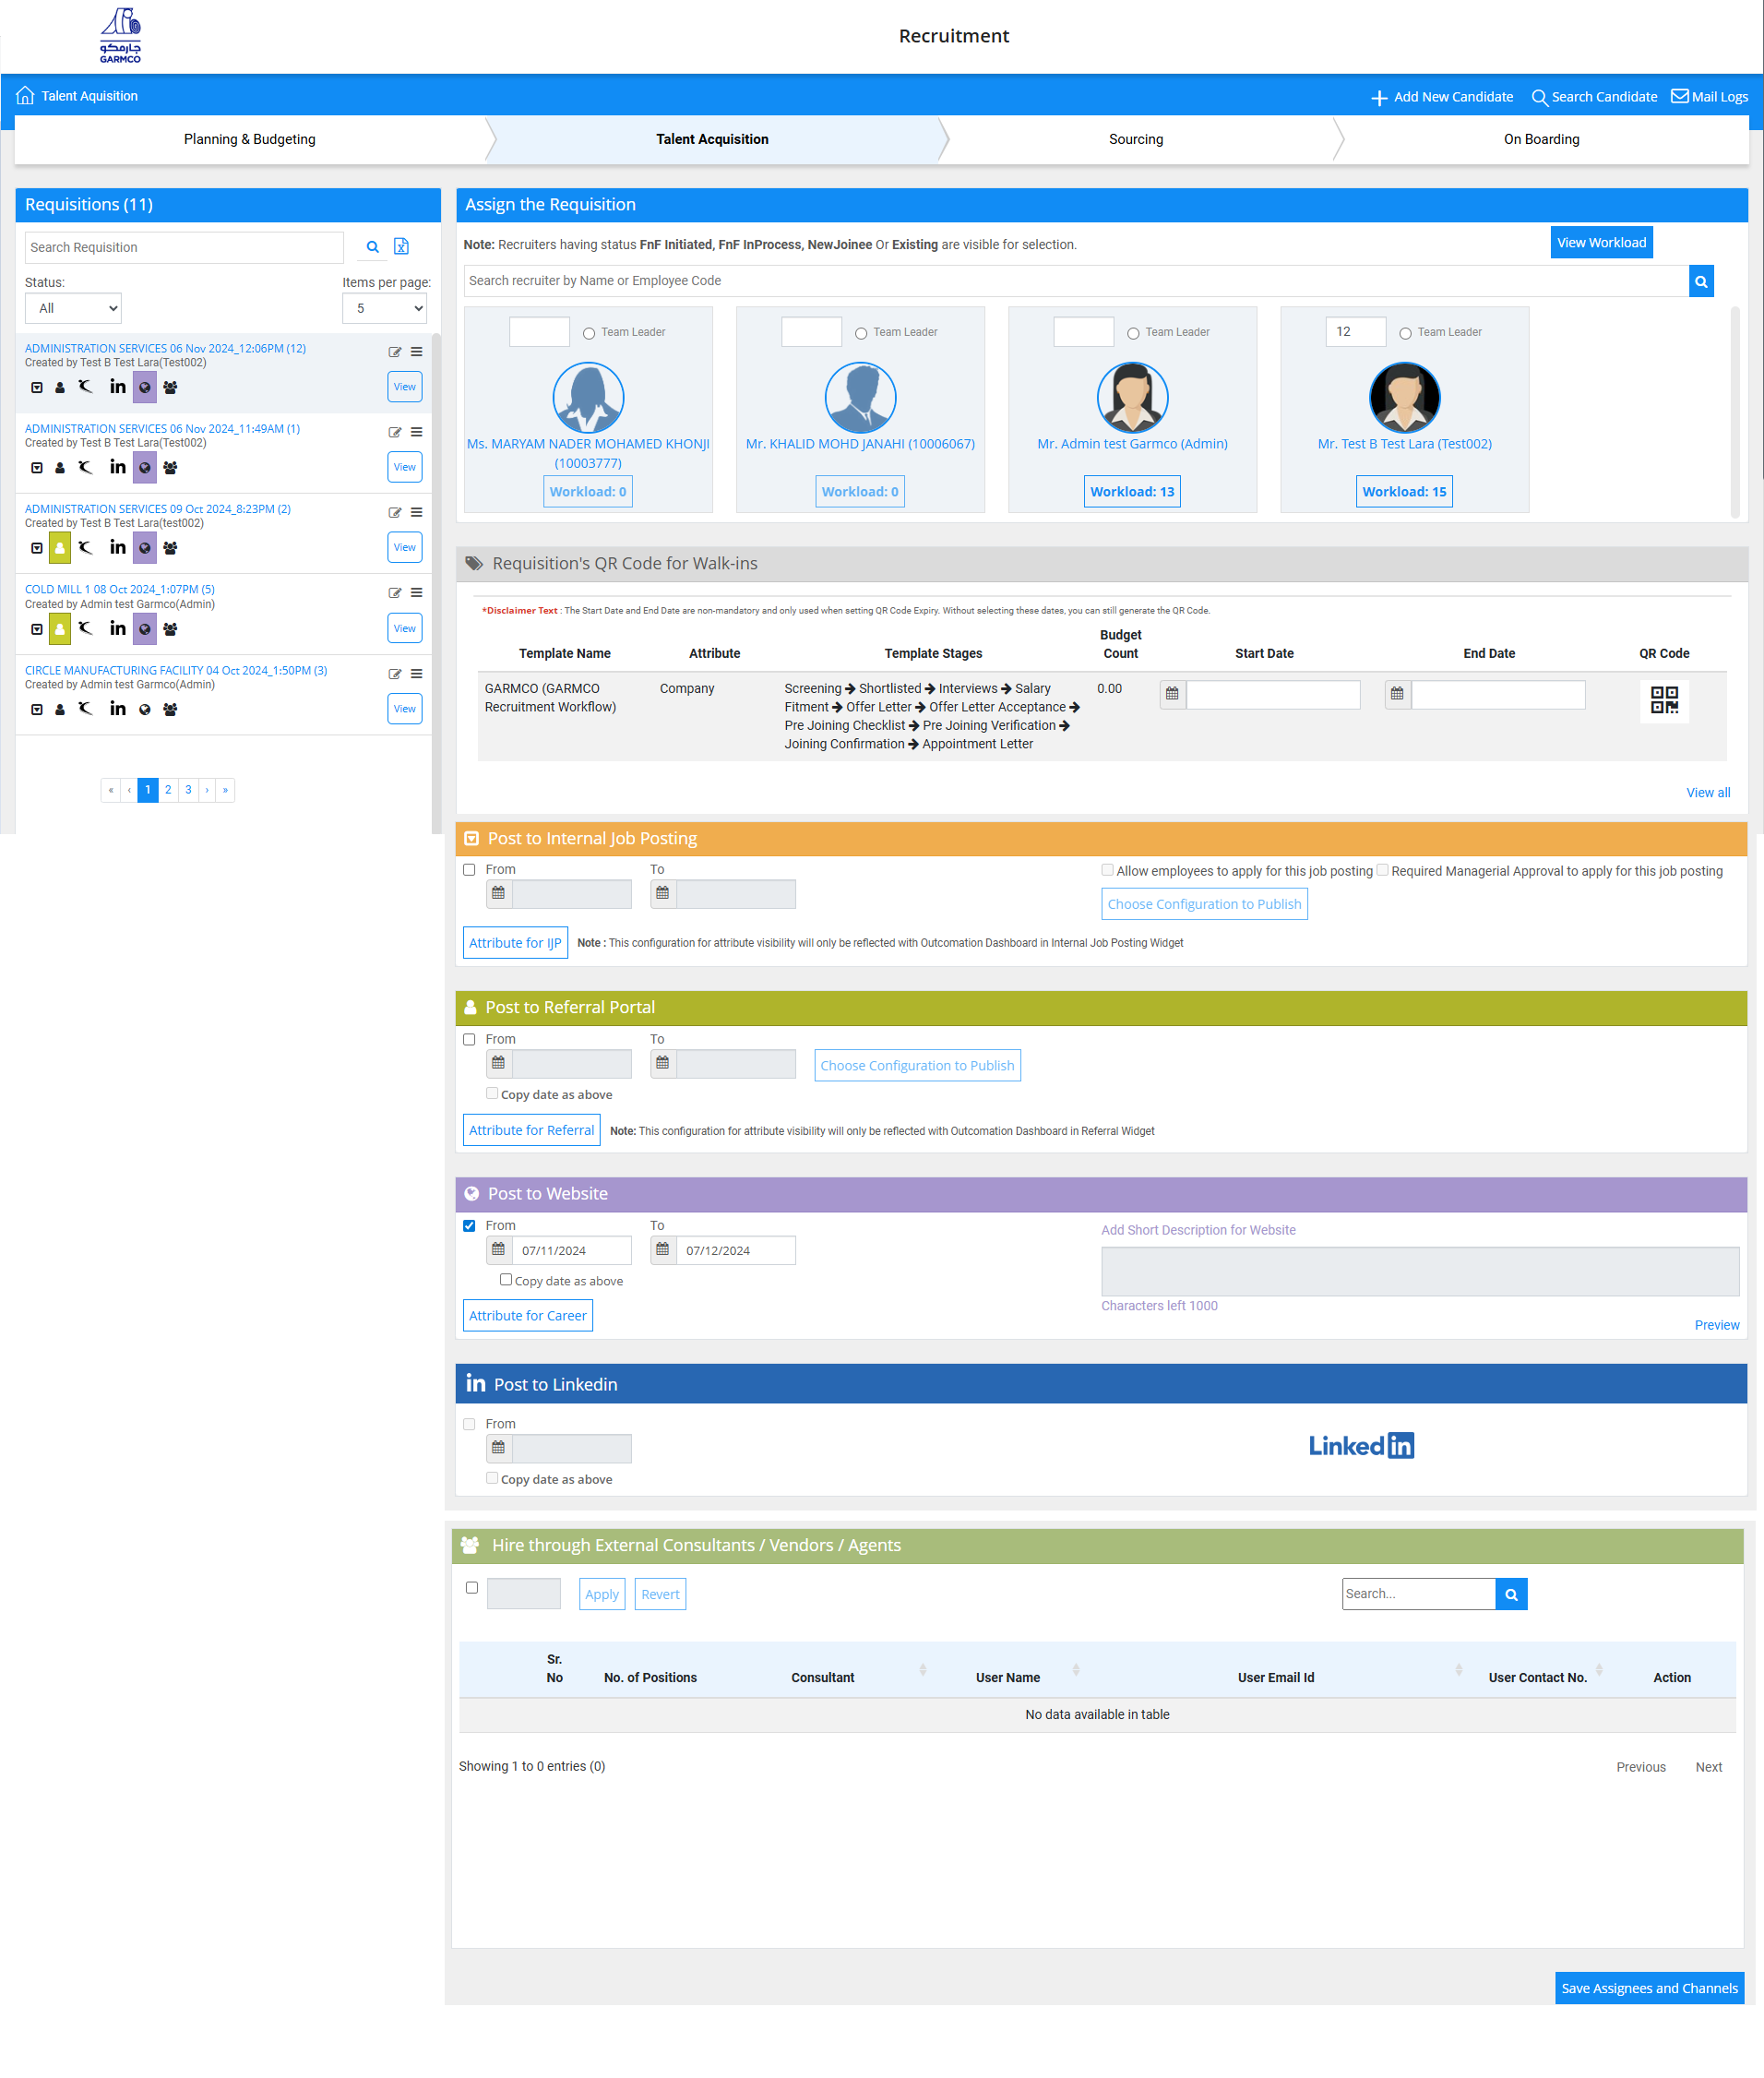 جارمكو
GARMCO
Recruitment
Talent Aquisition
Add New Candidate
Search Candidate
Mail Logs
Planning & Budgeting
Talent Acquisition
Sourcing
On Boarding
Requisitions (11)
Search Requisition
Status:
Items per page:
All
5
ADMINISTRATION SERVICES 06 Nov 2024_12:06PM (12)
Created by Test B Test Lara(Test002)
View
ADMINISTRATION SERVICES 06 Nov 2024_11:49AM (1)
Created by Test B Test Lara(Test002)
View
ADMINISTRATION SERVICES 09 Oct 2024_8:23PM (2)
Created by Test B Test Lara(test002)
View
COLD MILL 1 08 Oct 2024_1:07PM (5)
Created by Admin test Garmco(Admin)
View
CIRCLE MANUFACTURING FACILITY 04 Oct 2024_1:50PM (3)
Created by Admin test Garmco(Admin)
View
« ‹ 1 2 3 › »
Assign the Requisition
Note: Recruiters having status FnF Initiated, FnF InProcess, NewJoinee Or Existing are visible for selection.
View Workload
Search recruiter by Name or Employee Code
Team Leader
Ms. MARYAM NADER MOHAMED KHONJI
(10003777)
Workload: 0
Team Leader
Mr. KHALID MOHD JANAHI (10006067)
Workload: 0
Team Leader
Mr. Admin test Garmco (Admin)
Workload: 13
12
Team Leader
Mr. Test B Test Lara (Test002)
Workload: 15
Requisition's QR Code for Walk-ins
*Disclaimer Text : The Start Date and End Date are non-mandatory and only used when setting QR Code Expiry. Without selecting these dates, you can still generate the QR Code.
Template Name
Attribute
Template Stages
Budget
Count
Start Date
End Date
QR Code
GARMCO (GARMCO
Recruitment Workflow)
Company
Screening ➔ Shortlisted ➔ Interviews ➔ Salary
Fitment ➔ Offer Letter ➔ Offer Letter Acceptance ➔
Pre Joining Checklist ➔ Pre Joining Verification ➔
Joining Confirmation ➔ Appointment Letter
0.00
View all
Post to Internal Job Posting
From
To
Allow employees to apply for this job posting
Required Managerial Approval to apply for this job posting
Choose Configuration to Publish
Attribute for IJP
Note : This configuration for attribute visibility will only be reflected with Outcomation Dashboard in Internal Job Posting Widget
Post to Referral Portal
From
To
Choose Configuration to Publish
Copy date as above
Attribute for Referral
Note: This configuration for attribute visibility will only be reflected with Outcomation Dashboard in Referral Widget
Post to Website
From
To
07/11/2024
07/12/2024
Copy date as above
Attribute for Career
Add Short Description for Website
Characters left 1000
Preview
in Post to Linkedin
From
Copy date as above
Linked in
Hire through External Consultants / Vendors / Agents
Apply
Revert
Search...
Sr.
No
No. of Positions
Consultant
User Name
User Email Id
User Contact No.
Action
No data available in table
Showing 1 to 0 entries (0)
Previous
Next
Save Assignees and Channels